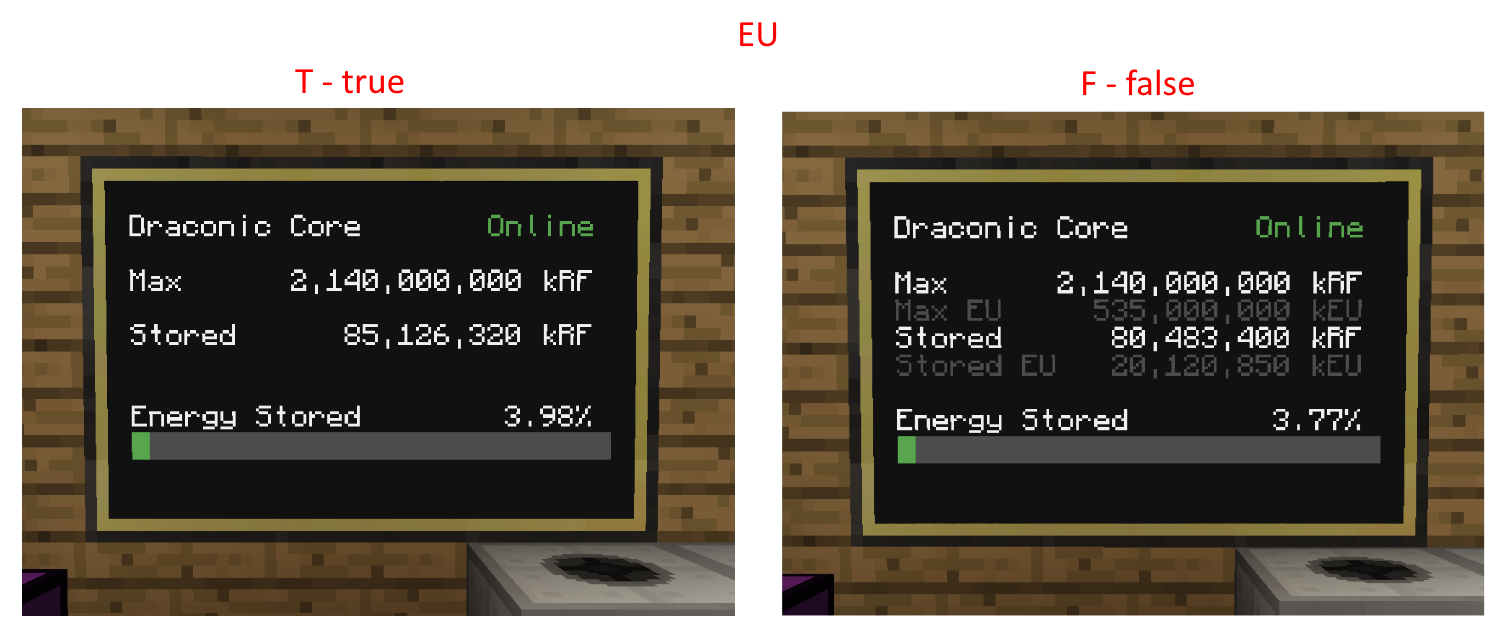 EU
T - true
Draconic Core Online
Max 2,140,000,000 kRF
Stored 85,126,320 kRF
Energy Stored 3.98%
F - false
Draconic Core Online
Max 2,140,000,000 kRF
Max EU 535,000,000 kEU
Stored 80,483,400 kRF
Stored EU 20,120,850 kEU
Energy Stored 3.77%